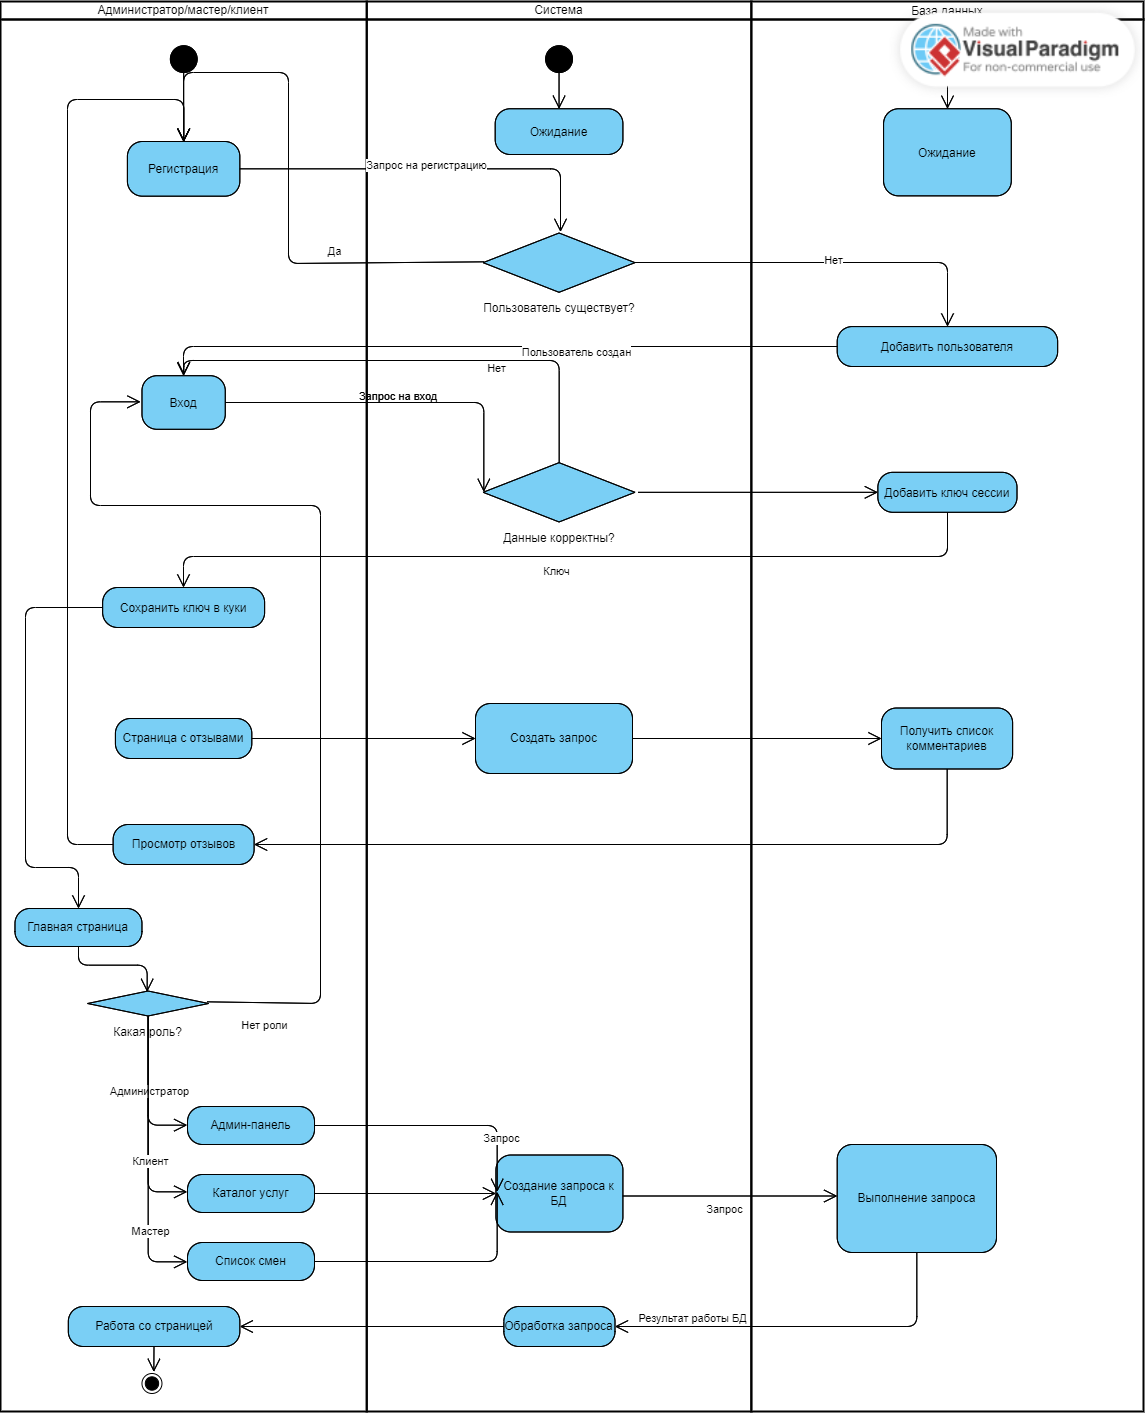 Администратор/мастер/клиент
Система
База данных
Made with
VisualParadigm
For non-commercial use
Ожидание
Ожидание
Регистрация
Запрос на регистрацию
Да
Нет
Пользователь существует?
Добавить пользователя
Пользователь создан
Нет
Вход
Запрос на вход
Добавить ключ сессии
Данные корректны?
Ключ
Сохранить ключ в куки
Страница с отзывами
Создать запрос
Получить список
комментариев
Просмотр отзывов
Главная страница
Какая роль?
Нет роли
Администратор
Админ-панель
Запрос
Клиент
Каталог услуг
Создание запроса к
БД
Запрос
Выполнение запроса
Мастер
Список смен
Работа со страницей
Обработка запроса
Результат работы БД